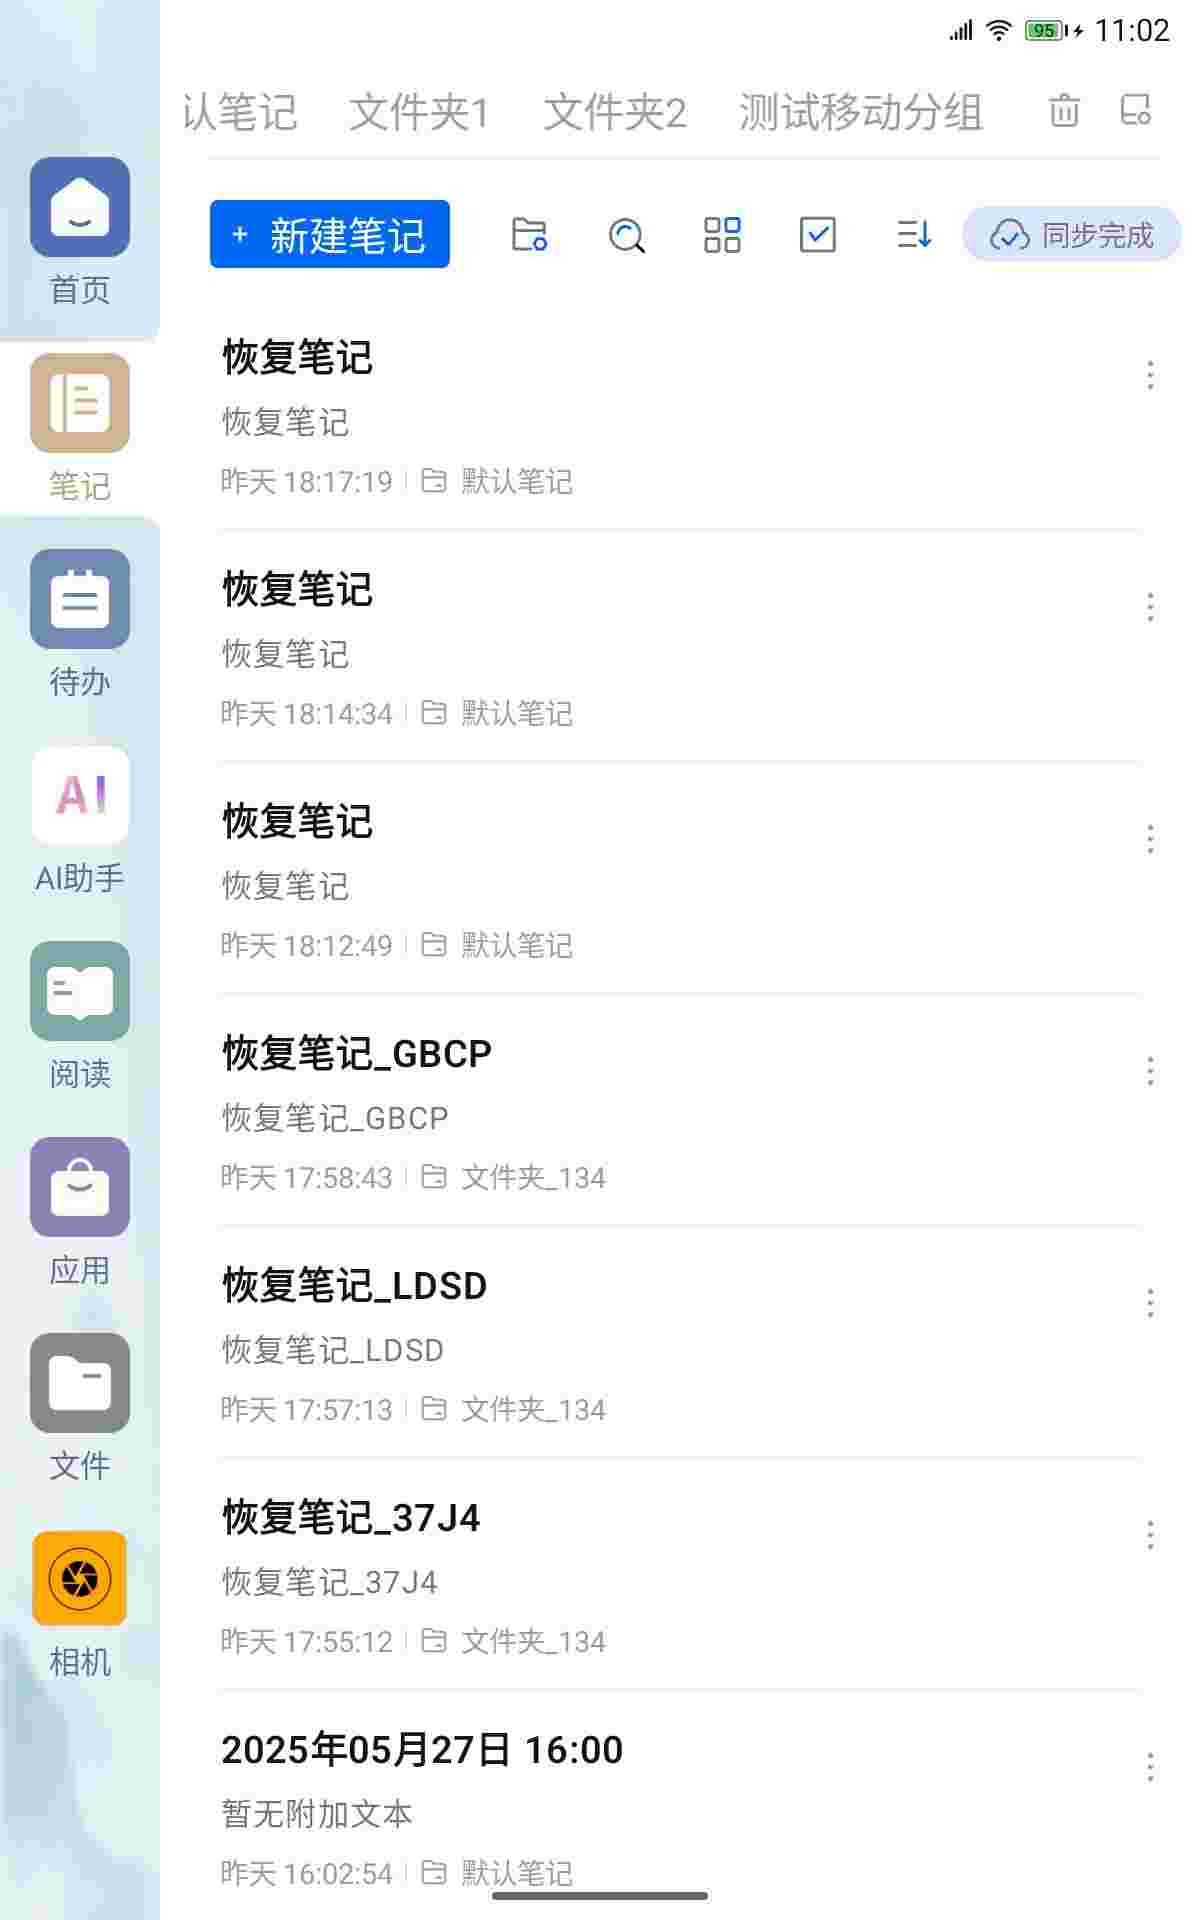 95 11:02
认笔记 文件夹1 文件夹2 测试移动分组
+ 新建笔记 同步完成
首页
笔记
待办
AI
AI助手
阅读
应用
文件
相机
恢复笔记
恢复笔记
昨天 18:17:19 默认笔记
恢复笔记
恢复笔记
昨天 18:14:34 默认笔记
恢复笔记
恢复笔记
昨天 18:12:49 默认笔记
恢复笔记_GBCP
恢复笔记_GBCP
昨天 17:58:43 文件夹_134
恢复笔记_LDSD
恢复笔记_LDSD
昨天 17:57:13 文件夹_134
恢复笔记_37J4
恢复笔记_37J4
昨天 17:55:12 文件夹_134
2025年05月27日 16:00
暂无附加文本
昨天 16:02:54 默认笔记